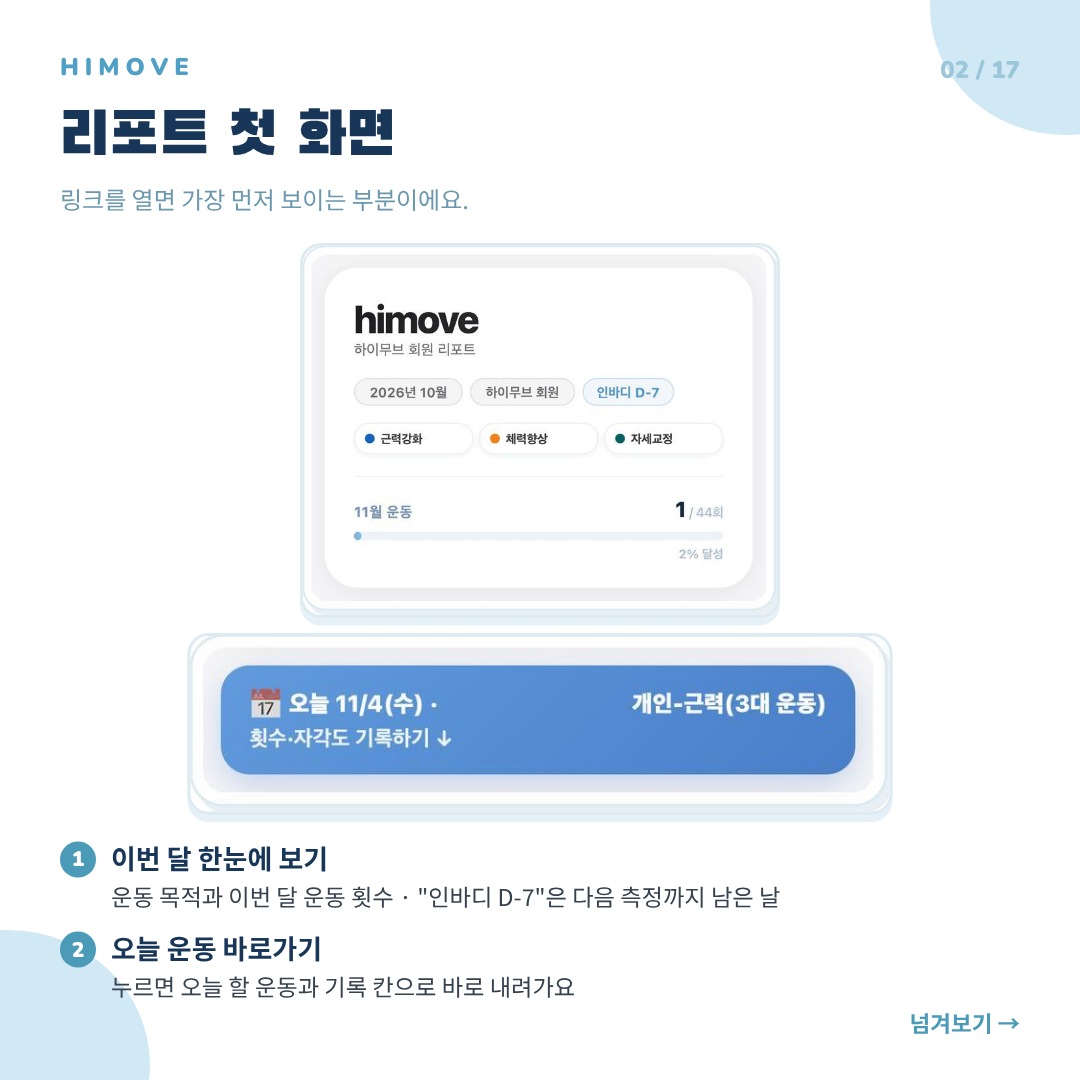 HIMOVE
02 / 17
리포트 첫 화면
링크를 열면 가장 먼저 보이는 부분이에요.
himove
하이무브 회원 리포트
2026년 10월 하이무브 회원 인바디 D-7
근력강화 체력향상 자세교정
11월 운동 1 / 44회
2% 달성
17 오늘 11/4(수) · 개인-근력(3대 운동)
횟수·자각도 기록하기 ↓
1 이번 달 한눈에 보기
운동 목적과 이번 달 운동 횟수 · "인바디 D-7"은 다음 측정까지 남은 날
2 오늘 운동 바로가기
누르면 오늘 할 운동과 기록 칸으로 바로 내려가요
넘겨보기 →